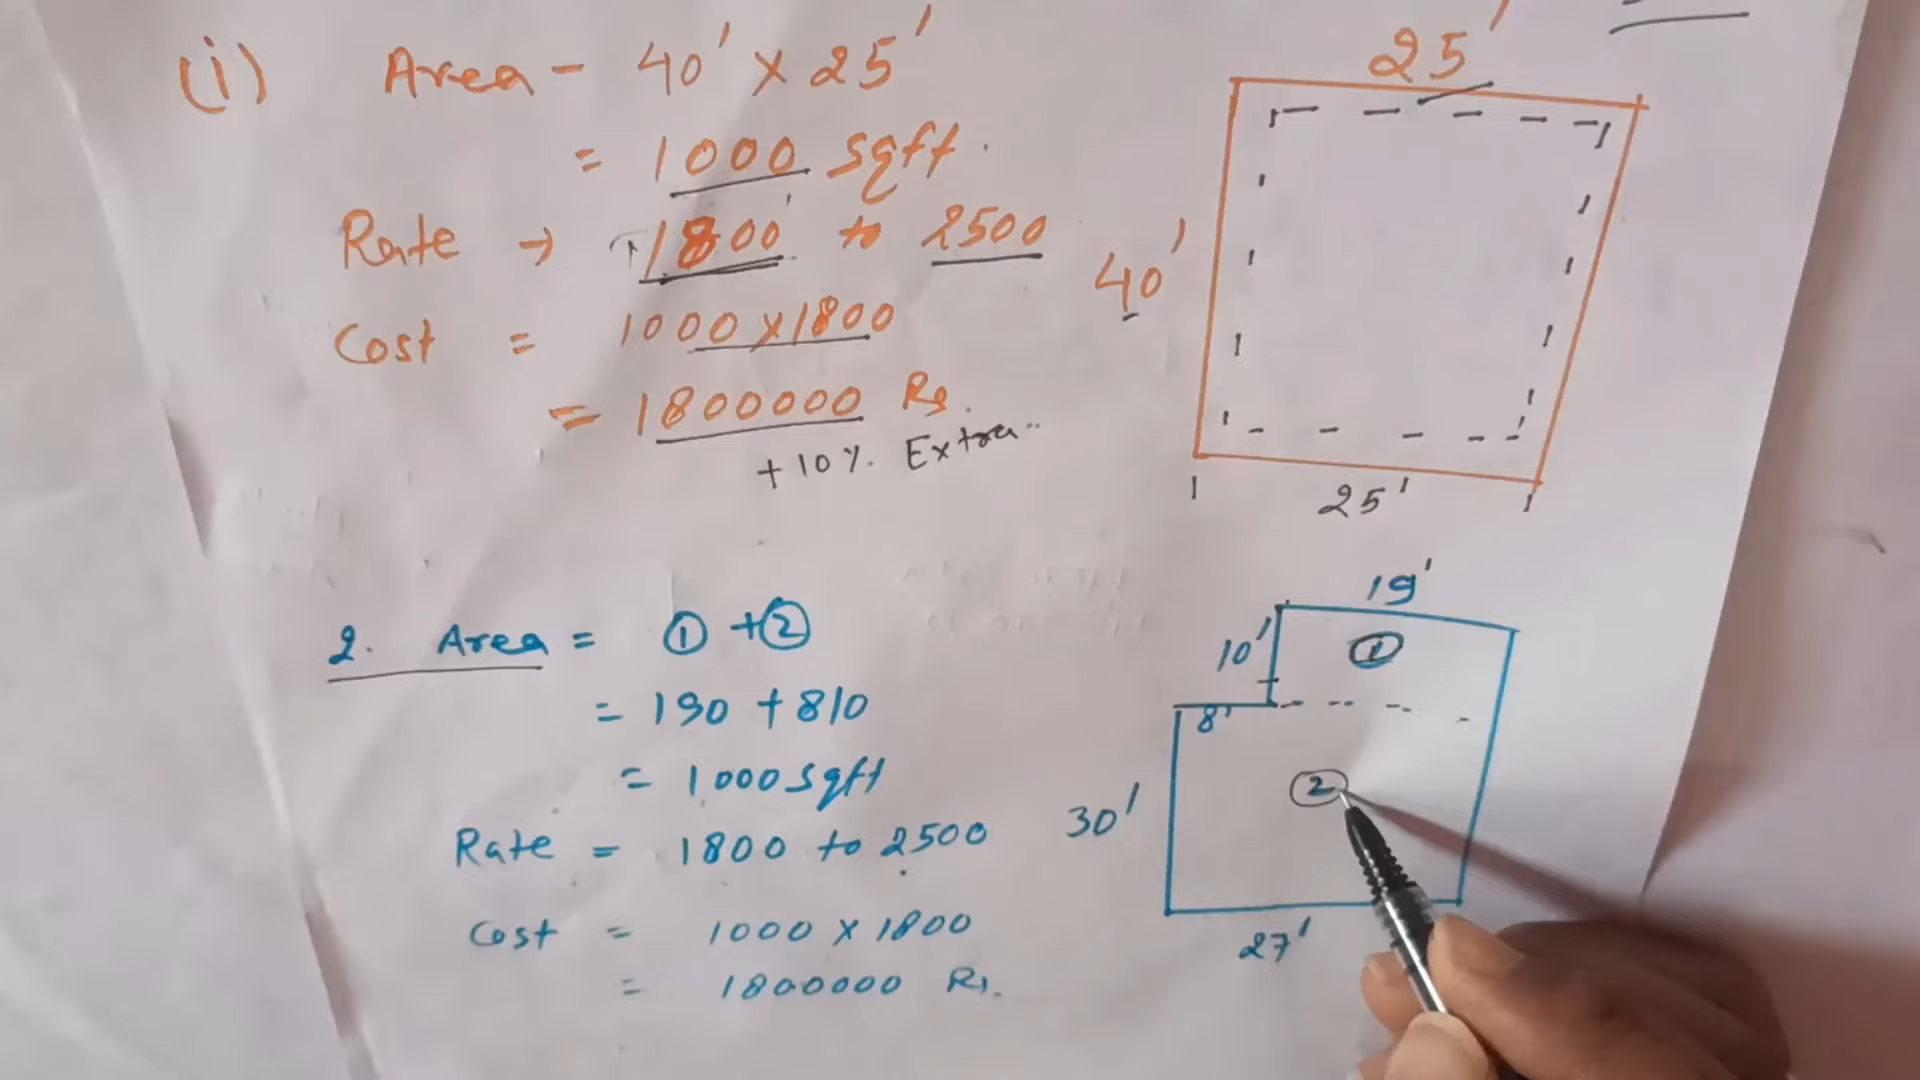 (i) Area - 40' x 25'
= 1000 sqft.
Rate → 1800 to 2500
Cost = 1000 x 1800
= 1800000 Rs.
+10% Extra..
25'
40'
25'
2. Area = ① + ②
= 190 + 810
= 1000 sqft
Rate = 1800 to 2500
Cost = 1000 x 1800
= 1800000 Rs.
19'
10'
①
8'
②
30'
27'